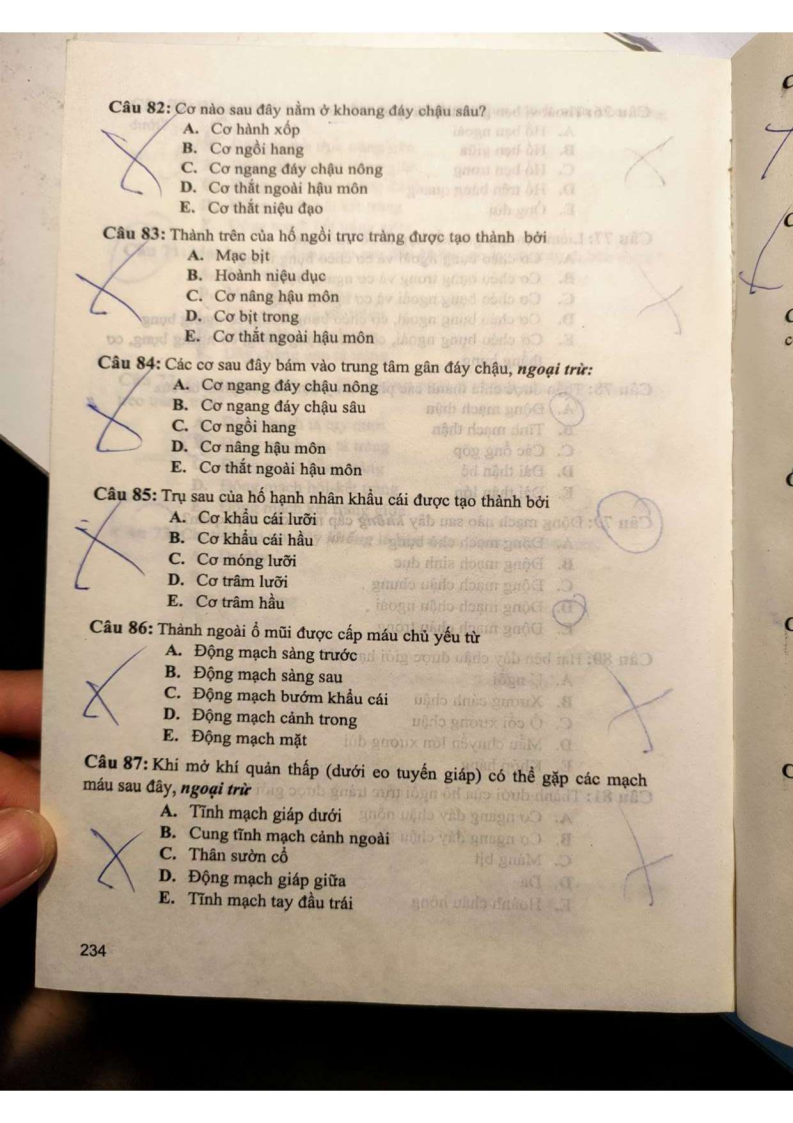 Câu 82: Cơ nào sau đây nằm ở khoang đáy chậu sâu?
A. Cơ hành xốp
B. Cơ ngồi hang
C. Cơ ngang đáy chậu nông
D. Cơ thắt ngoài hậu môn
E. Cơ thắt niệu đạo
Câu 83: Thành trên của hố ngồi trực tràng được tạo thành bởi
A. Mạc bịt
B. Hoành niệu dục
C. Cơ nâng hậu môn
D. Cơ bịt trong
E. Cơ thắt ngoài hậu môn
Câu 84: Các cơ sau đây bám vào trung tâm gân đáy chậu, ngoại trừ:
A. Cơ ngang đáy chậu nông
B. Cơ ngang đáy chậu sâu
C. Cơ ngồi hang
D. Cơ nâng hậu môn
E. Cơ thắt ngoài hậu môn
Câu 85: Trụ sau của hố hạnh nhân khẩu cái được tạo thành bởi
A. Cơ khẩu cái lưỡi
B. Cơ khẩu cái hầu
C. Cơ móng lưỡi
D. Cơ trâm lưỡi
E. Cơ trâm hầu
Câu 86: Thành ngoài ổ mũi được cấp máu chủ yếu từ
A. Động mạch sàng trước
B. Động mạch sàng sau
C. Động mạch bướm khẩu cái
D. Động mạch cảnh trong
E. Động mạch mặt
Câu 87: Khi mở khí quản thấp (dưới eo tuyến giáp) có thể gặp các mạch
máu sau đây, ngoại trừ
A. Tĩnh mạch giáp dưới
B. Cung tĩnh mạch cảnh ngoài
C. Thân sườn cổ
D. Động mạch giáp giữa
E. Tĩnh mạch tay đầu trái
234